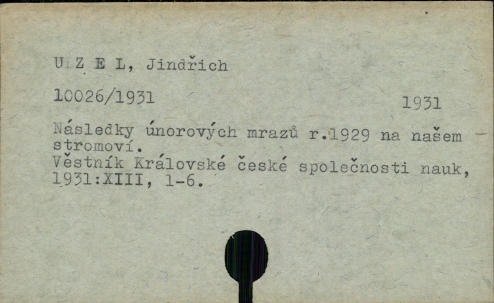 U Z E L, Jindřich
10026/1931 1931
Následky únorových mrazů r.1929 na našem
stromoví.
Věstník Královské české společnosti nauk,
1931:XIII, 1-6.